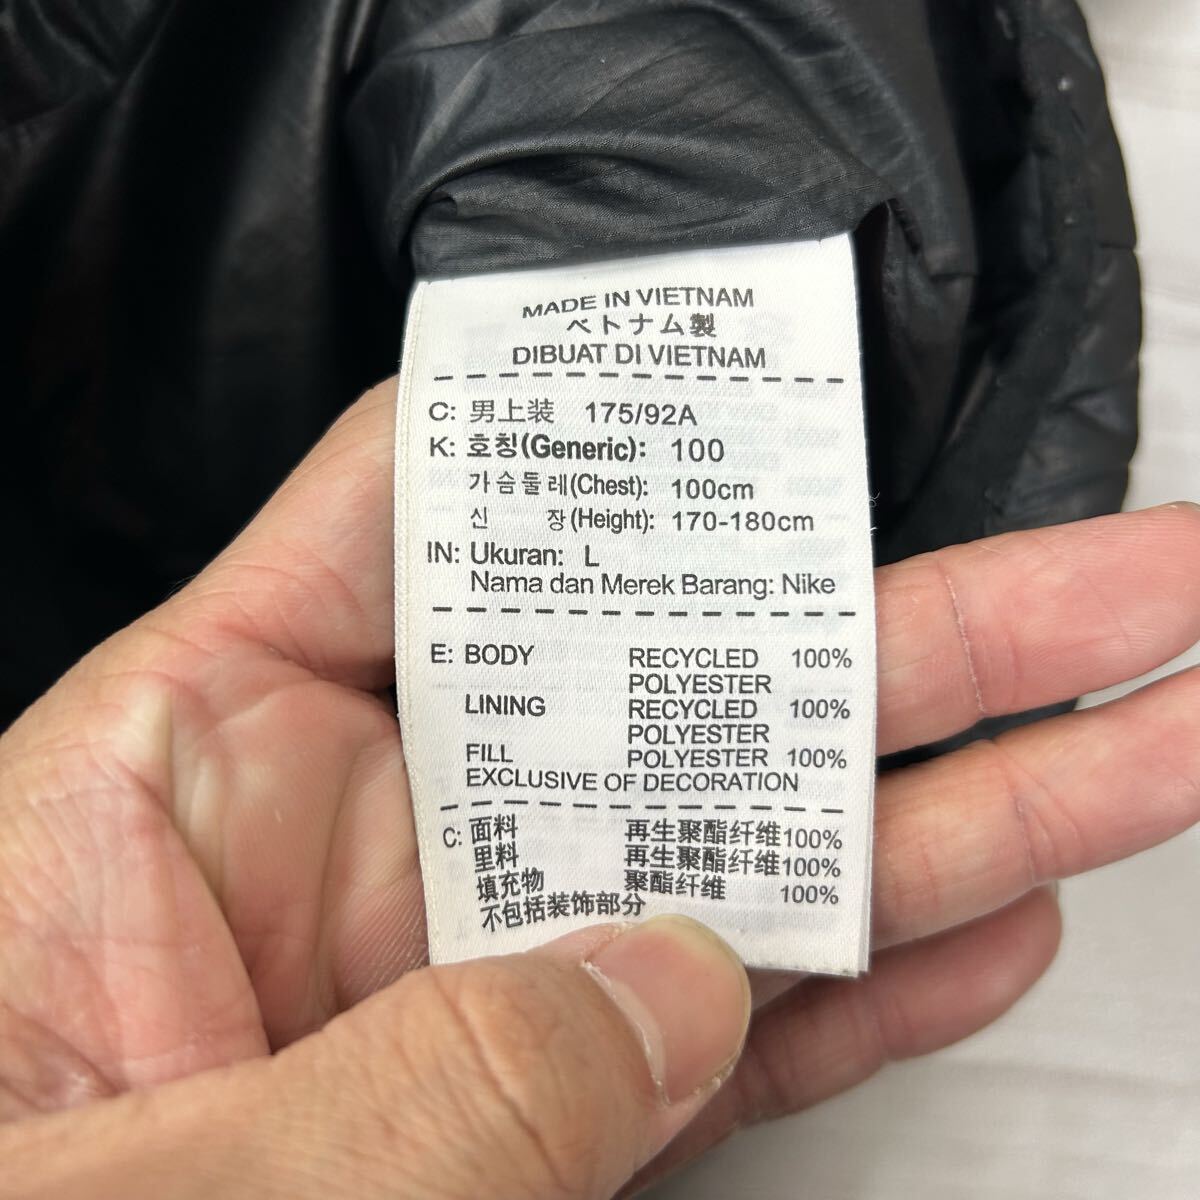 MADE IN VIETNAM
ベトナム製
DIBUAT DI VIETNAM
C: 男上装 175/92A
K: 호칭(Generic): 100
가슴둘레(Chest): 100cm
신 장(Height): 170-180cm
IN: Ukuran: L
Nama dan Merek Barang: Nike
E: BODY RECYCLED 100%
POLYESTER
LINING RECYCLED 100%
POLYESTER
FILL POLYESTER 100%
EXCLUSIVE OF DECORATION
C: 面料 再生聚酯纤维100%
里料 再生聚酯纤维100%
填充物 聚酯纤维 100%
不包括装饰部分